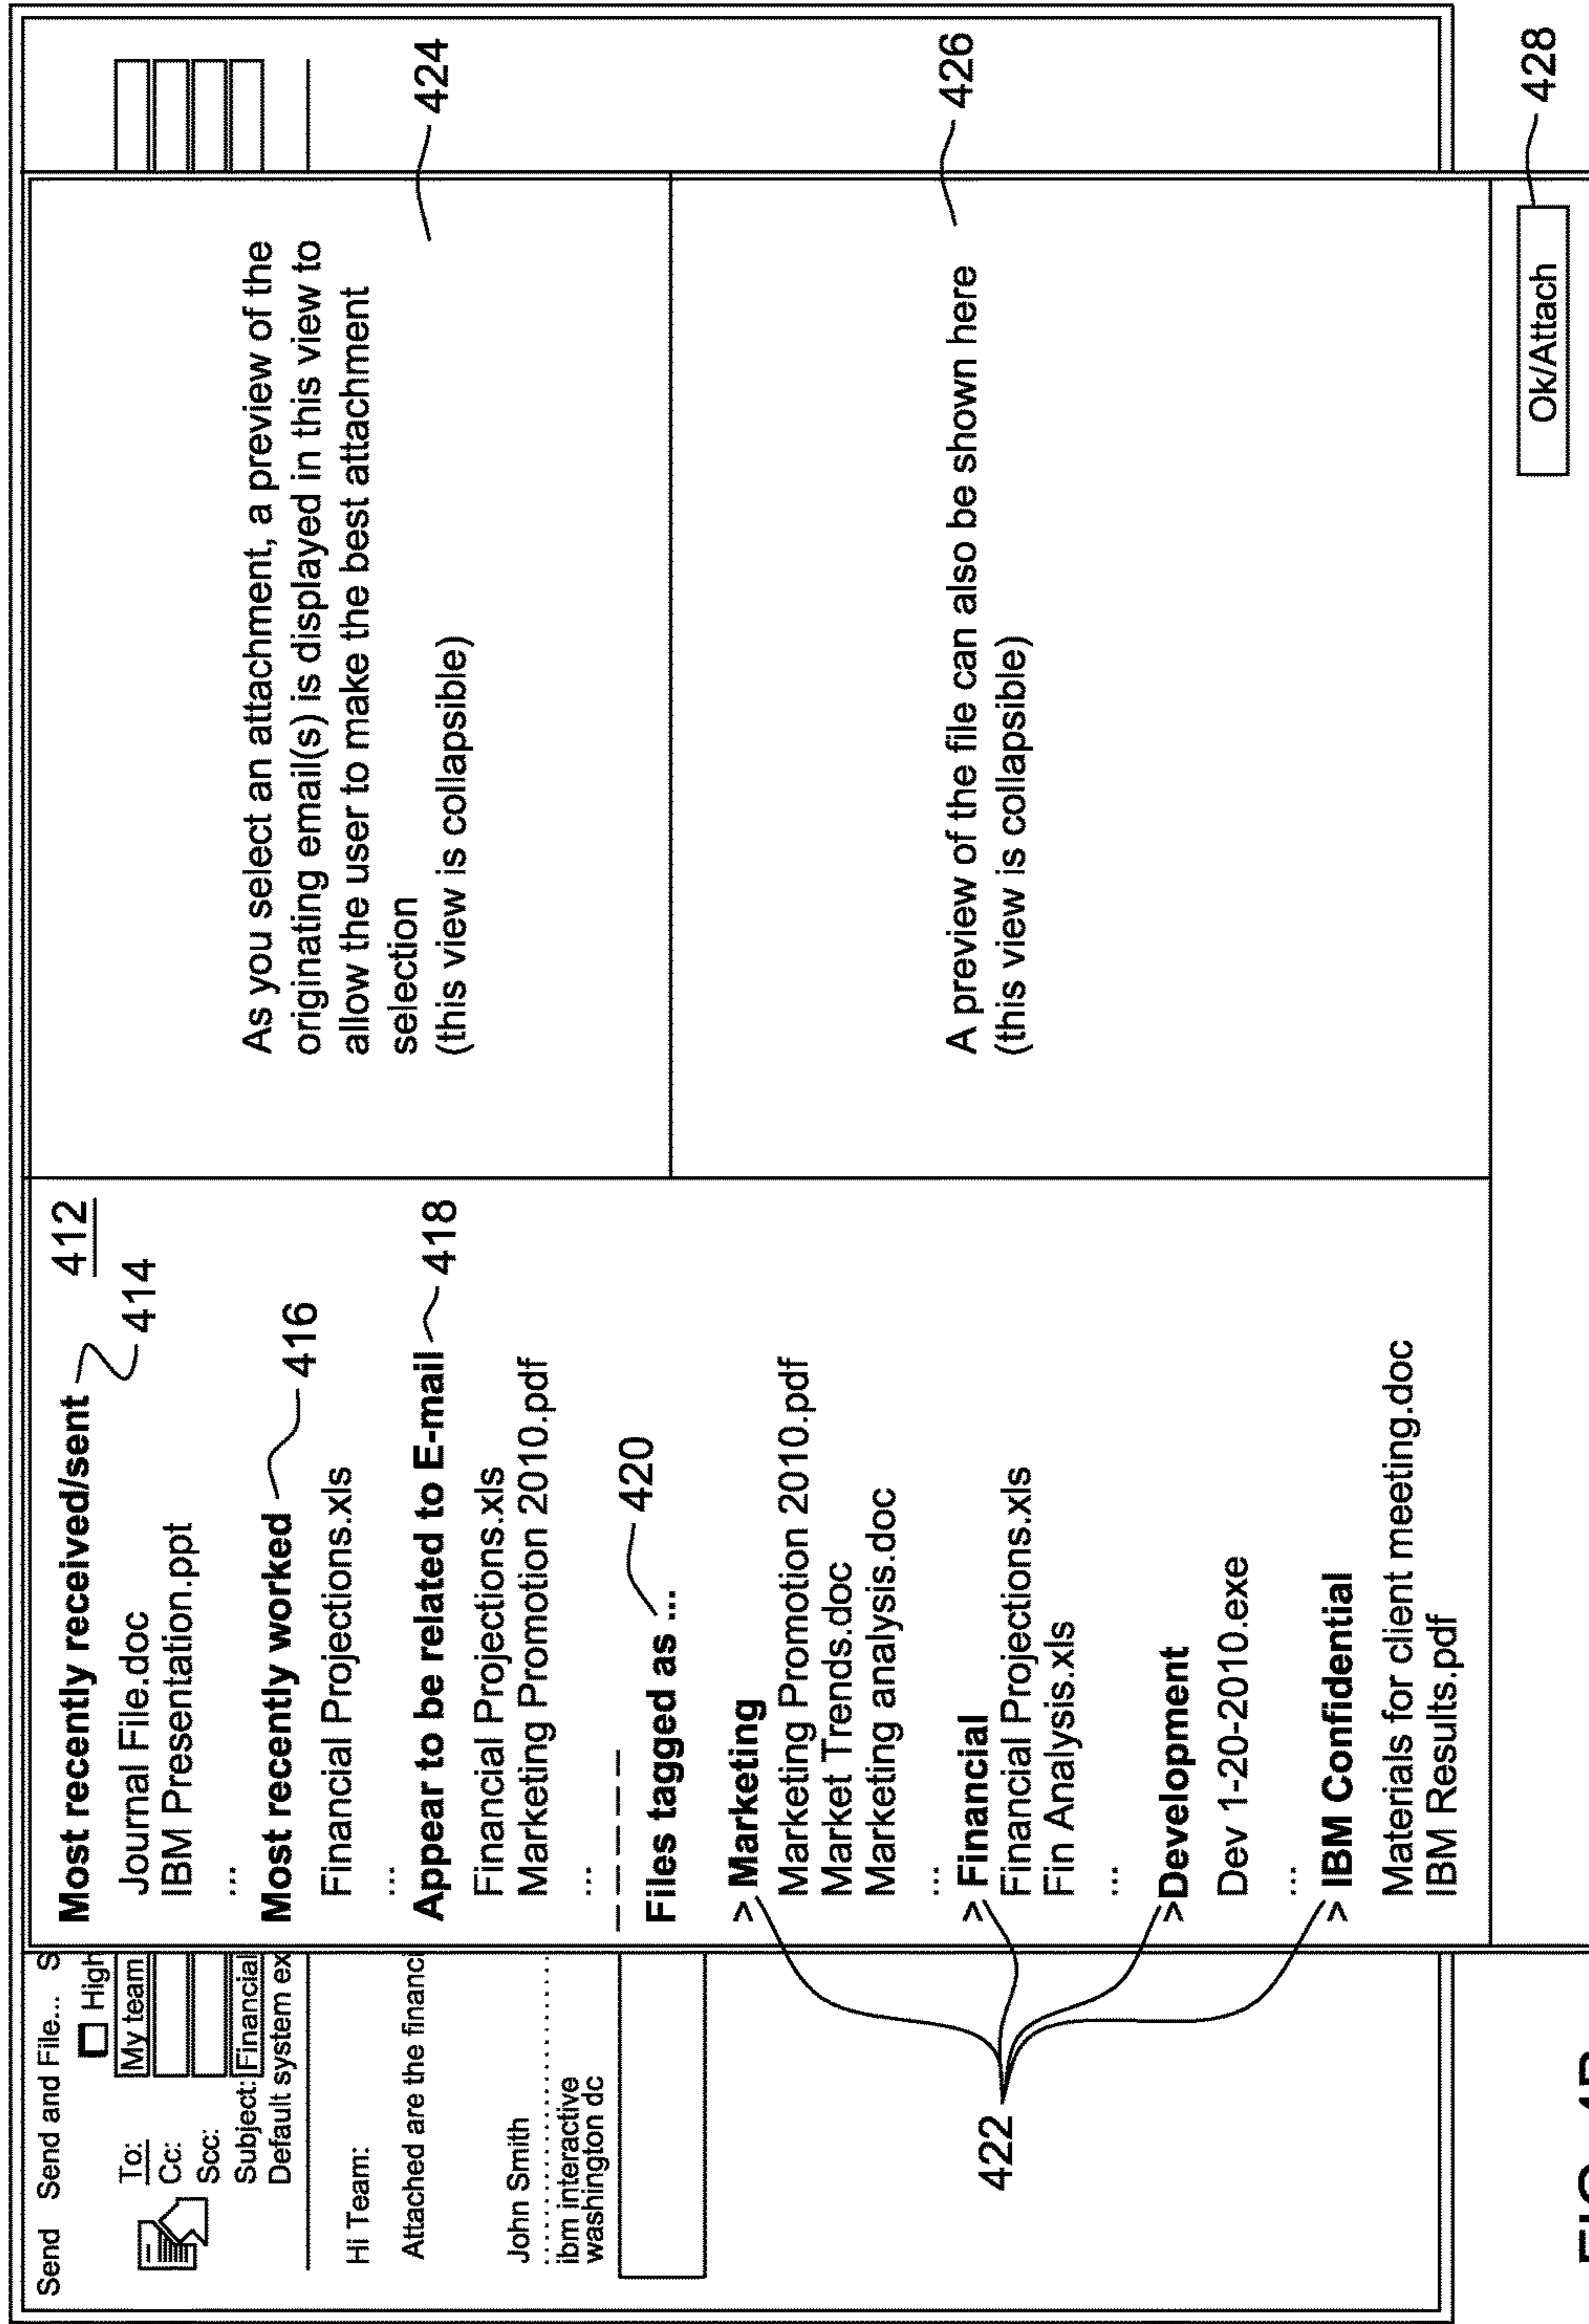 Send Send and File... S
High
To: My team
Cc:
Scc:
Subject: Financial
Default system ex
Hi Team:
Attached are the financi
John Smith
ibm interactive
washington dc
422
Most recently received/sent
412
414
Journal File.doc
IBM Presentation.ppt
...
Most recently worked
416
Financial Projections.xls
...
Appear to be related to E-mail
418
Financial Projections.xls
Marketing Promotion 2010.pdf
...
Files tagged as ...
420
> Marketing
Marketing Promotion 2010.pdf
Market Trends.doc
Marketing analysis.doc
...
> Financial
Financial Projections.xls
Fin Analysis.xls
...
>Development
Dev 1-20-2010.exe
...
> IBM Confidential
Materials for client meeting.doc
IBM Results.pdf
As you select an attachment, a preview of the
originating email(s) is displayed in this view to
allow the user to make the best attachment
selection
(this view is collapsible)
424
A preview of the file can also be shown here
(this view is collapsible)
426
Ok/Attach
428